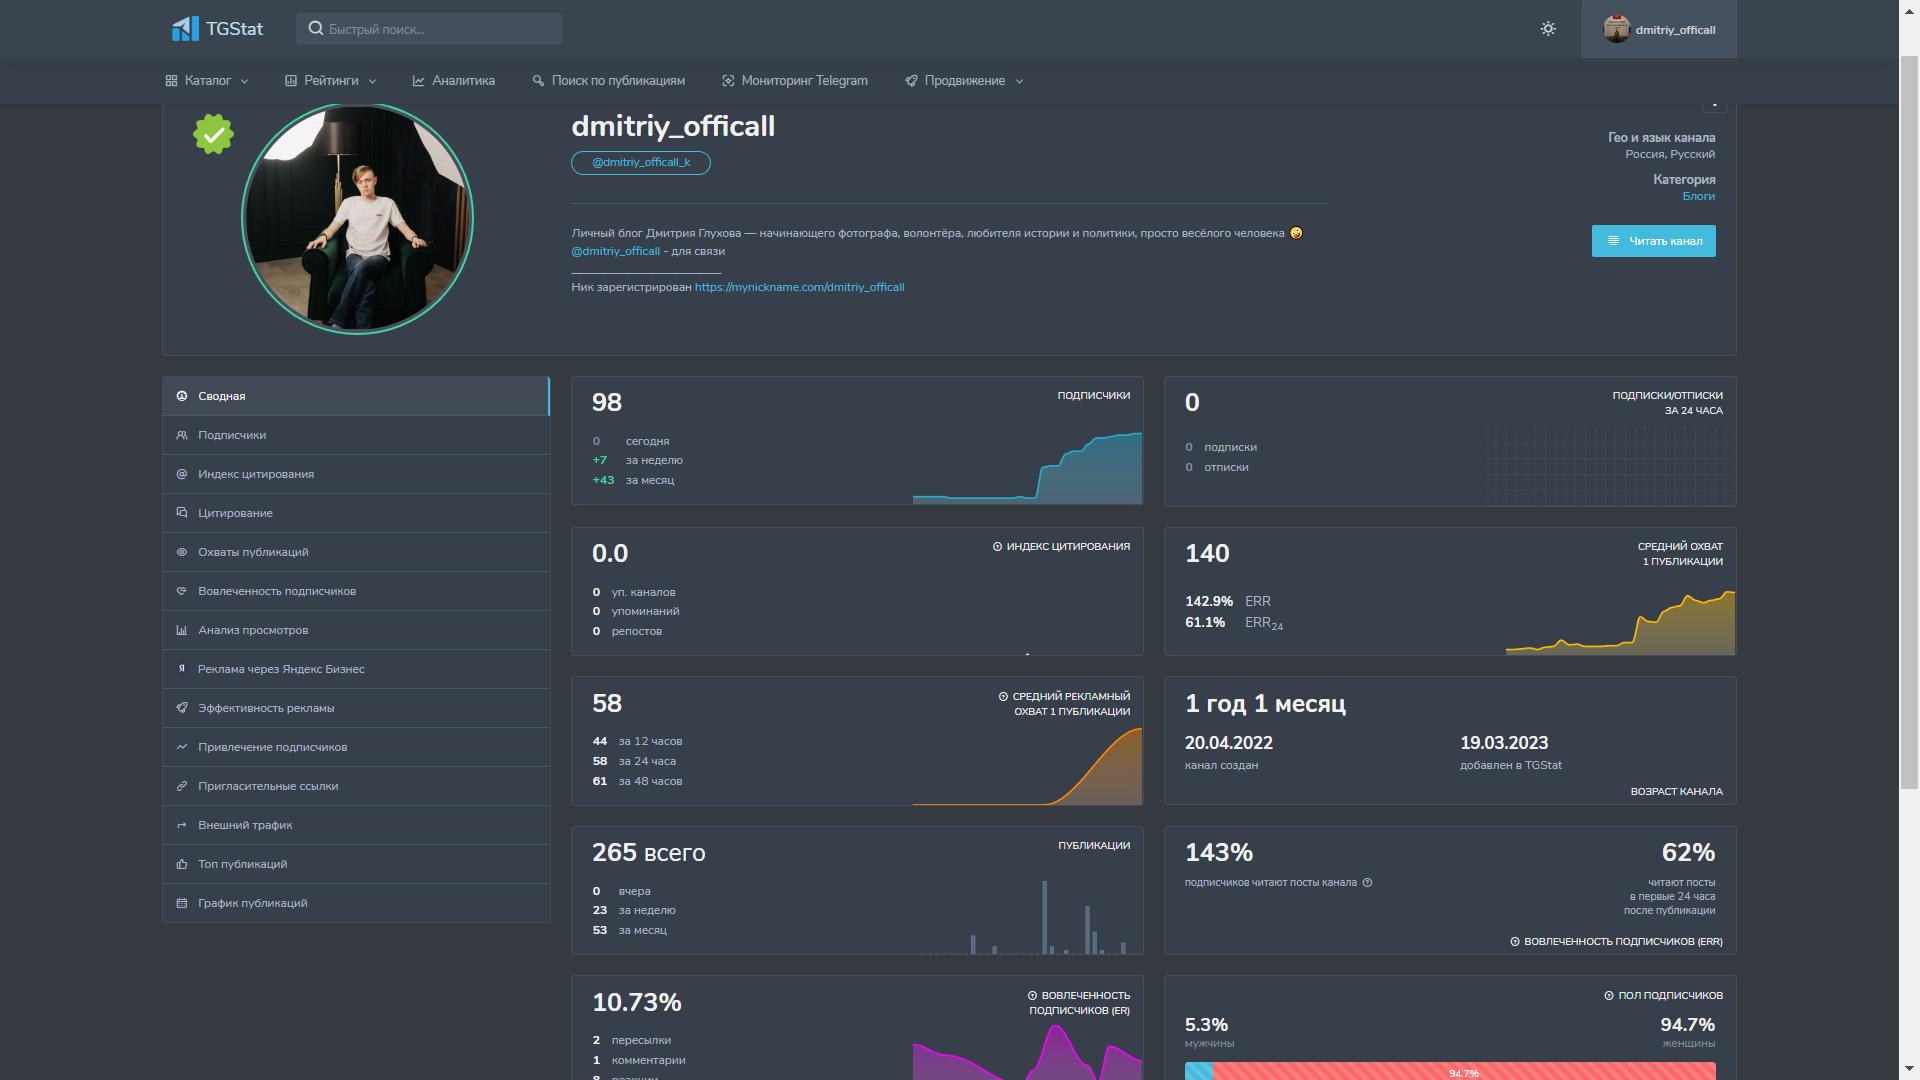 TGStat
Быстрый поиск...
dmitriy_officall
Каталог
Рейтинги
Аналитика
Поиск по публикациям
Мониторинг Telegram
Продвижение
dmitriy_officall
@dmitriy_officall_k
Личный блог Дмитрия Глухова — начинающего фотографа, волонтёра, любителя истории и политики, просто весёлого человека 🤪
@dmitriy_officall - для связи
_________________________
Ник зарегистрирован https://mynickname.com/dmitriy_officall
Гео и язык канала
Россия, Русский
Категория
Блоги
Читать канал
Сводная
Подписчики
Индекс цитирования
Цитирование
Охваты публикаций
Вовлеченность подписчиков
Анализ просмотров
Я Реклама через Яндекс Бизнес
Эффективность рекламы
Привлечение подписчиков
Пригласительные ссылки
Внешний трафик
Топ публикаций
График публикаций
98
ПОДПИСЧИКИ
0 сегодня
+7 за неделю
+43 за месяц
0
ПОДПИСКИ/ОТПИСКИ
ЗА 24 ЧАСА
0 подписки
0 отписки
0.0
ИНДЕКС ЦИТИРОВАНИЯ
0 уп. каналов
0 упоминаний
0 репостов
140
СРЕДНИЙ ОХВАТ
1 ПУБЛИКАЦИИ
142.9% ERR
61.1% ERR24
58
СРЕДНИЙ РЕКЛАМНЫЙ
ОХВАТ 1 ПУБЛИКАЦИИ
44 за 12 часов
58 за 24 часа
61 за 48 часов
1 год 1 месяц
20.04.2022
канал создан
19.03.2023
добавлен в TGStat
ВОЗРАСТ КАНАЛА
265 всего
ПУБЛИКАЦИИ
0 вчера
23 за неделю
53 за месяц
143%
подписчиков читают посты канала
62%
читают посты
в первые 24 часа
после публикации
ВОВЛЕЧЕННОСТЬ ПОДПИСЧИКОВ (ERR)
10.73%
ВОВЛЕЧЕННОСТЬ
ПОДПИСЧИКОВ (ER)
2 пересылки
1 комментарии
8 реакции
ПОЛ ПОДПИСЧИКОВ
5.3%
мужчины
94.7%
женщины
94.7%